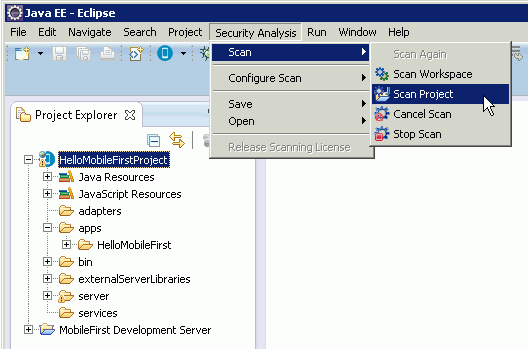 Java EE - Eclipse
File Edit Navigate Search Project Security Analysis Run Window Help
Scan
Configure Scan
Save
Open
Release Scanning License
Scan Again
Scan Workspace
Scan Project
Cancel Scan
Stop Scan
Project Explorer
HelloMobileFirstProject
Java Resources
JavaScript Resources
adapters
apps
HelloMobileFirst
bin
externalServerLibraries
server
services
MobileFirst Development Server